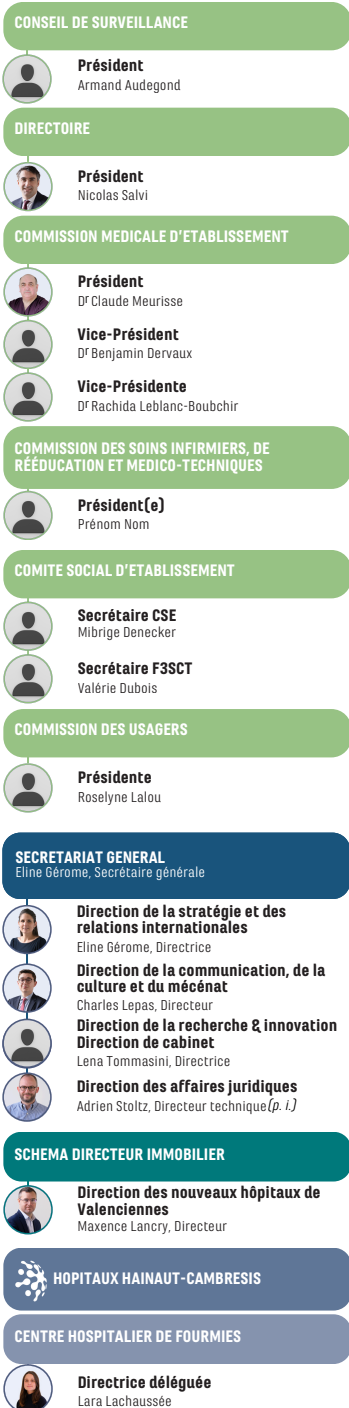 CONSEIL DE SURVEILLANCE
Président
Armand Audegond
DIRECTOIRE
Président
Nicolas Salvi
COMMISSION MEDICALE D'ETABLISSEMENT
Président
Dr Claude Meurisse
Vice-Président
Dr Benjamin Dervaux
Vice-Présidente
Dr Rachida Leblanc-Boubchir
COMMISSION DES SOINS INFIRMIERS, DE
RÉÉDUCATION ET MEDICO-TECHNIQUES
Président(e)
Prénom Nom
COMITE SOCIAL D'ETABLISSEMENT
Secrétaire CSE
Mibrige Denecker
Secrétaire F3SCT
Valérie Dubois
COMMISSION DES USAGERS
Présidente
Roselyne Lalou
SECRETARIAT GENERAL
Eline Gérome, Secrétaire générale
Direction de la stratégie et des
relations internationales
Eline Gérome, Directrice
Direction de la communication, de la
culture et du mécénat
Charles Lepas, Directeur
Direction de la recherche & innovation
Direction de cabinet
Lena Tommasini, Directrice
Direction des affaires juridiques
Adrien Stoltz, Directeur technique (p. i.)
SCHEMA DIRECTEUR IMMOBILIER
Direction des nouveaux hôpitaux de
Valenciennes
Maxence Lancry, Directeur
HOPITAUX HAINAUT-CAMBRESIS
CENTRE HOSPITALIER DE FOURMIES
Directrice déléguée
Lara Lachaussée